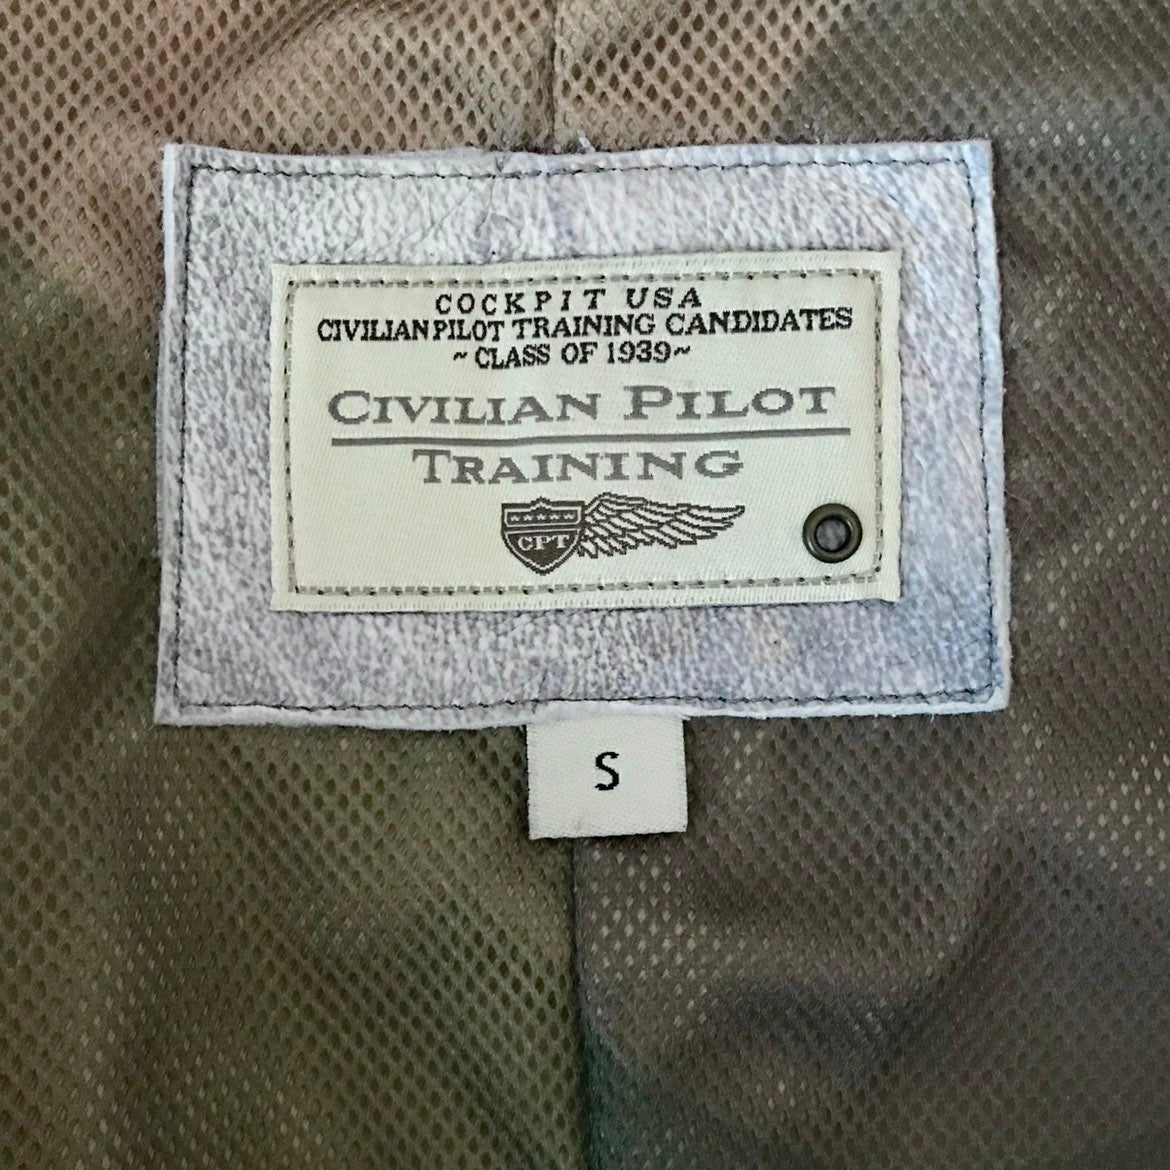 COCKPIT USA
CIVILIAN PILOT TRAINING CANDIDATES
~CLASS OF 1939~
CIVILIAN PILOT
TRAINING
CPT
S